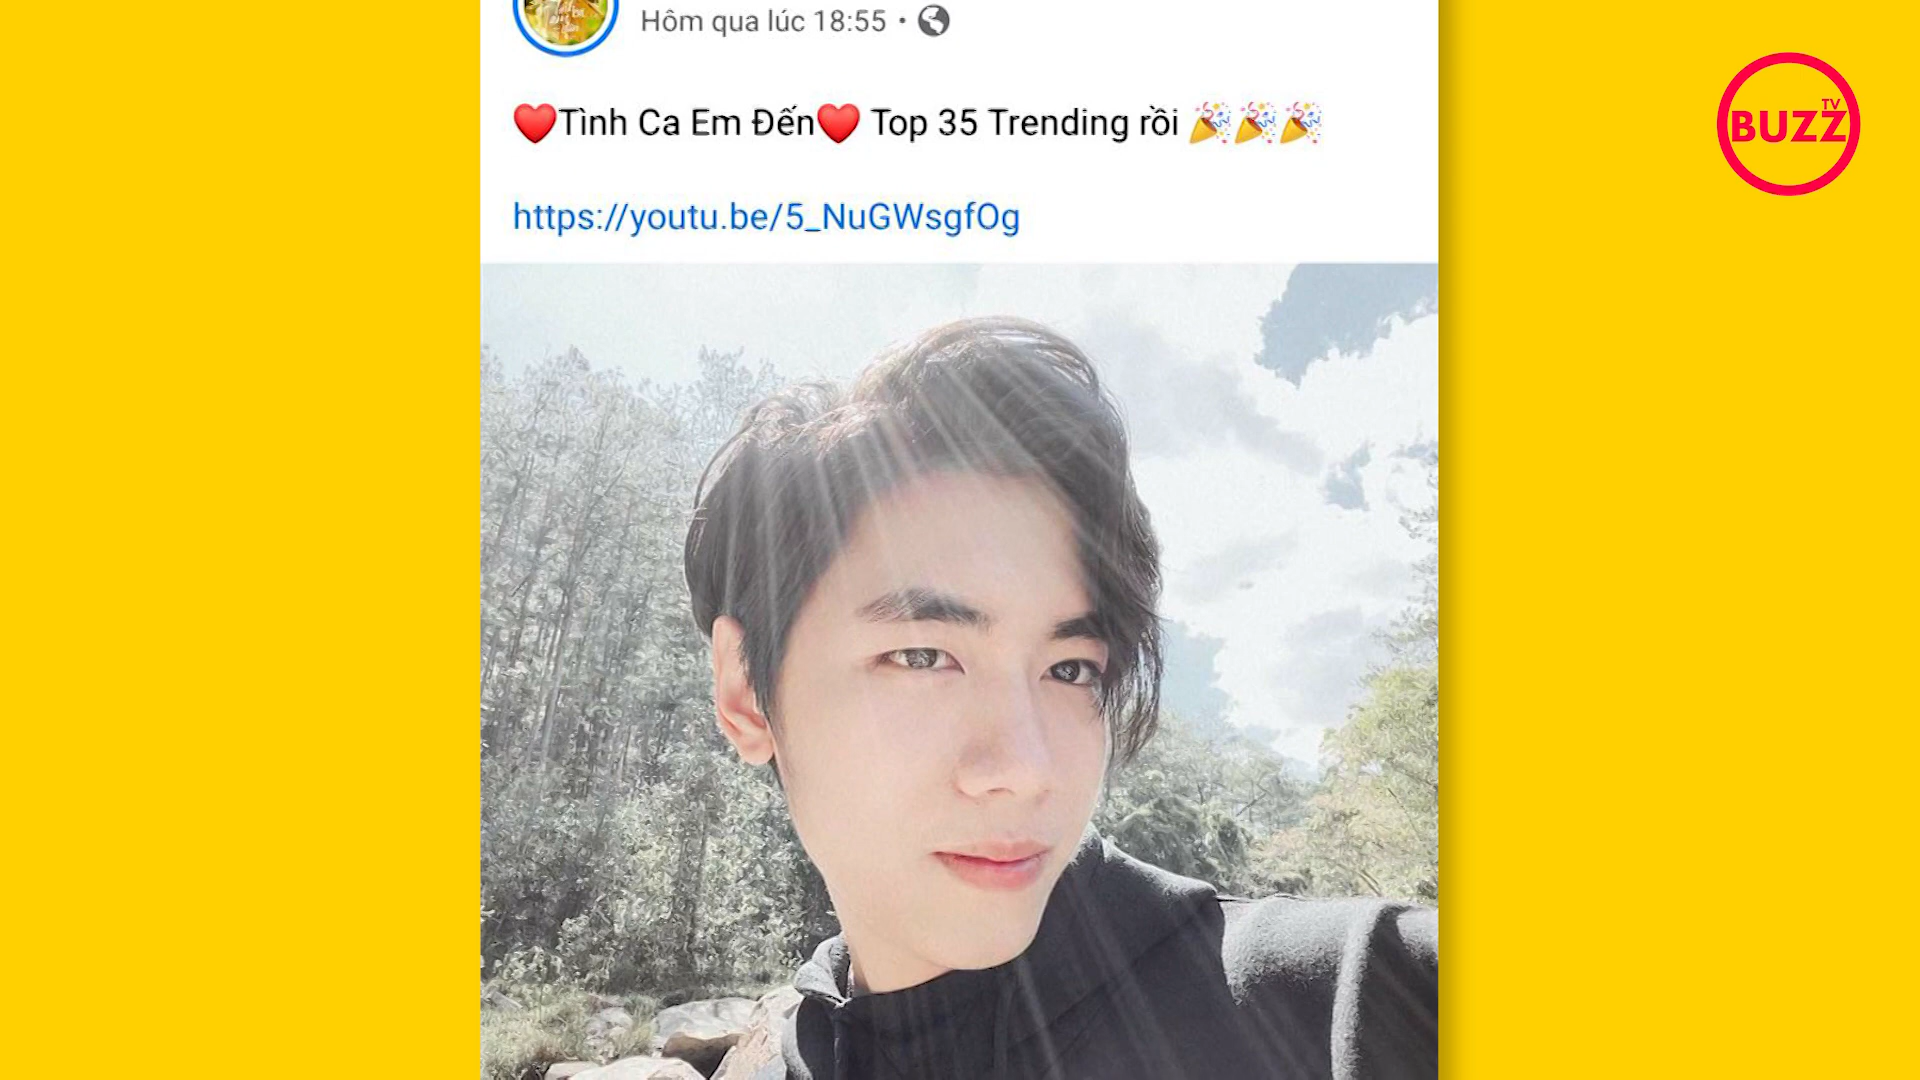 Hôm qua lúc 18:55 •
TV
BUZZ
❤️Tình Ca Em Đến❤️ Top 35 Trending rồi 🎉🎉🎉
https://youtu.be/5_NuGWsgfOg